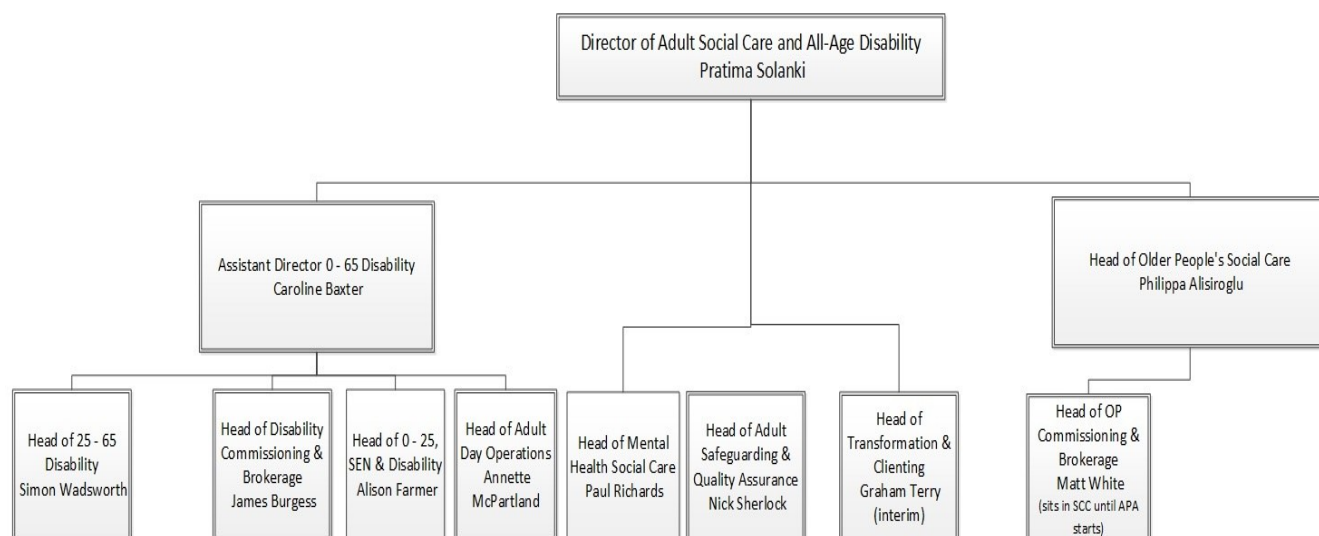 Director of Adult Social Care and All-Age Disability
Pratima Solanki
Assistant Director 0 - 65 Disability
Caroline Baxter
Head of Older People's Social Care
Philippa Alisiroglu
Head of 25 - 65
Disability
Simon Wadsworth
Head of Disability
Commissioning &
Brokerage
James Burgess
Head of 0 - 25,
SEN & Disability
Alison Farmer
Head of Adult
Day Operations
Annette
McPartland
Head of Mental
Health Social Care
Paul Richards
Head of Adult
Safeguarding &
Quality Assurance
Nick Sherlock
Head of
Transformation &
Clienting
Graham Terry
(interim)
Head of OP
Commissioning &
Brokerage
Matt White
(sits in SCC until APA
starts)